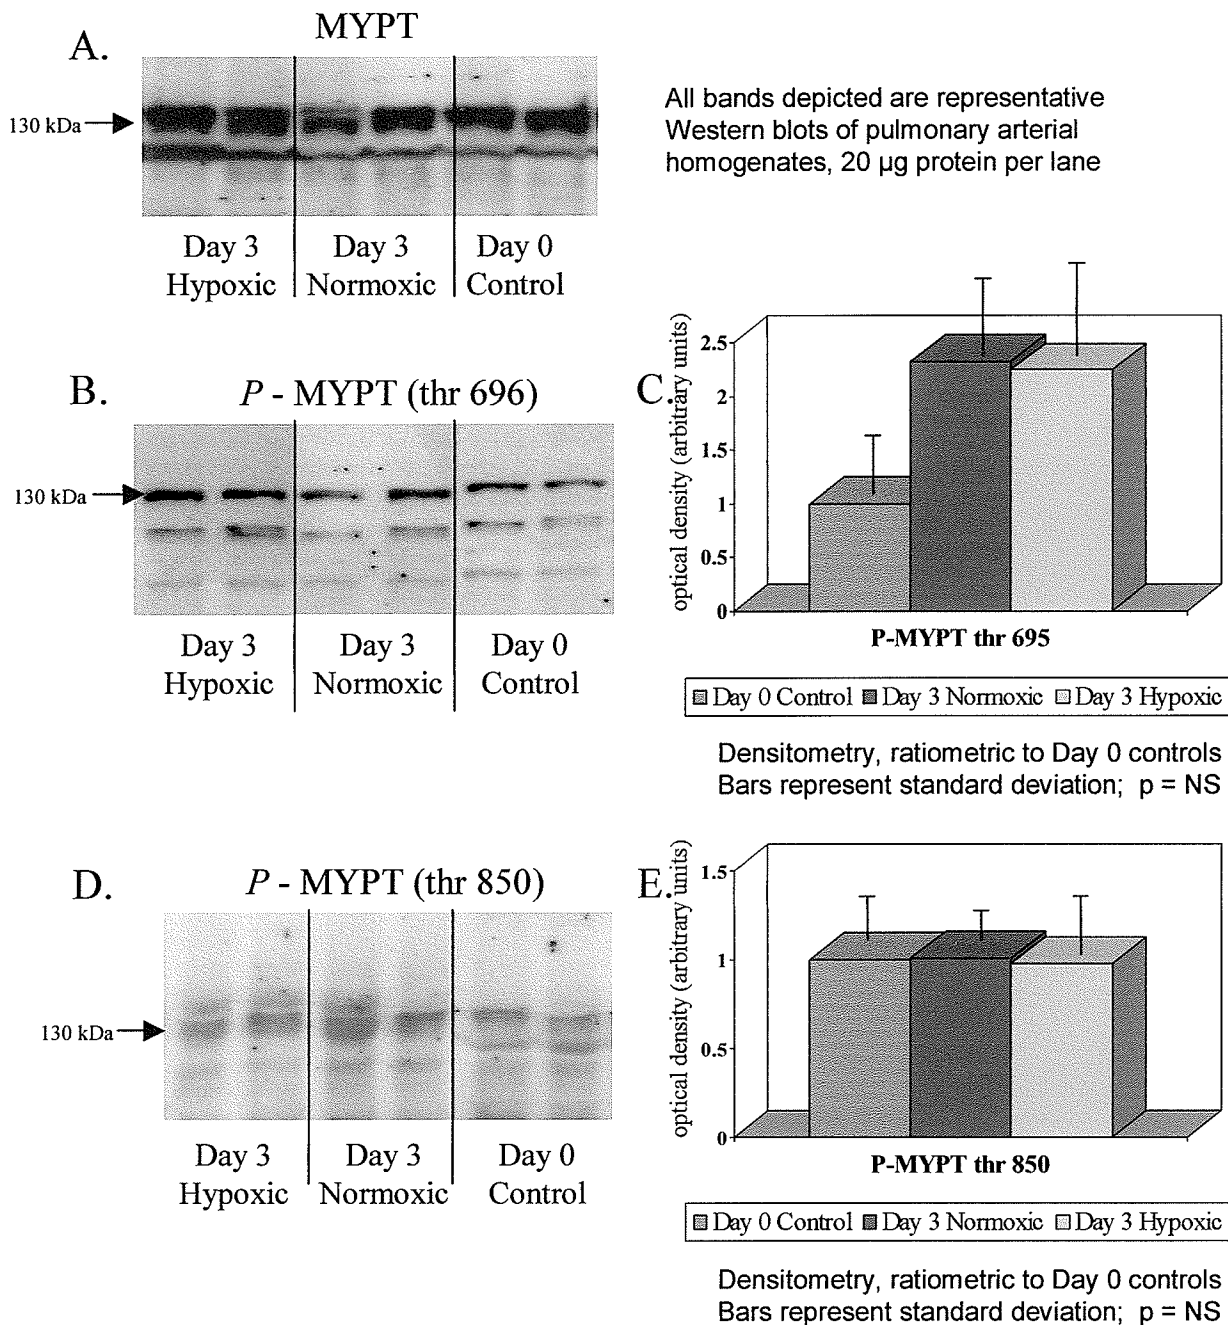 A.
MYPT
130 kDa
Day 3
Hypoxic
Day 3
Normoxic
Day 0
Control
All bands depicted are representative
Western blots of pulmonary arterial
homogenates, 20 µg protein per lane
B.
P - MYPT (thr 696)
130 kDa
Day 3
Hypoxic
Day 3
Normoxic
Day 0
Control
C.
optical density (arbitrary units)
2.5
2
1.5
1
0.5
0
P-MYPT thr 695
Day 0 Control Day 3 Normoxic Day 3 Hypoxic
Densitometry, ratiometric to Day 0 controls
Bars represent standard deviation; p = NS
D.
P - MYPT (thr 850)
130 kDa
Day 3
Hypoxic
Day 3
Normoxic
Day 0
Control
E.
optical density (arbitrary units)
1.5
1
0.5
0
P-MYPT thr 850
Day 0 Control Day 3 Normoxic Day 3 Hypoxic
Densitometry, ratiometric to Day 0 controls
Bars represent standard deviation; p = NS